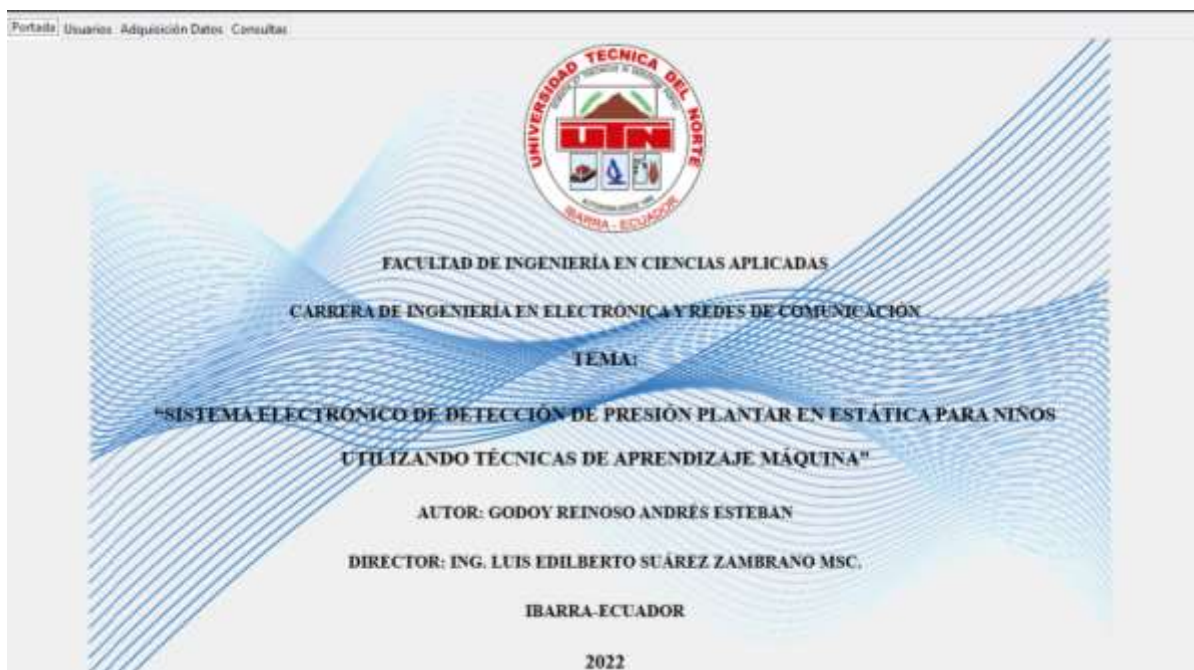 Portada Usuarios Adquisición Datos Consultas
UNIVERSIDAD TECNICA DEL NORTE
UTN
IBARRA - ECUADOR
FACULTAD DE INGENIERÍA EN CIENCIAS APLICADAS
CARRERA DE INGENIERÍA EN ELECTRÓNICA Y REDES DE COMUNICACIÓN
TEMA:
“SISTEMA ELECTRÓNICO DE DETECCIÓN DE PRESIÓN PLANTAR EN ESTÁTICA PARA NIÑOS
UTILIZANDO TÉCNICAS DE APRENDIZAJE MÁQUINA"
AUTOR: GODOY REINOSO ANDRÉS ESTEBAN
DIRECTOR: ING. LUIS EDILBERTO SUÁREZ ZAMBRANO MSC.
IBARRA-ECUADOR
2022